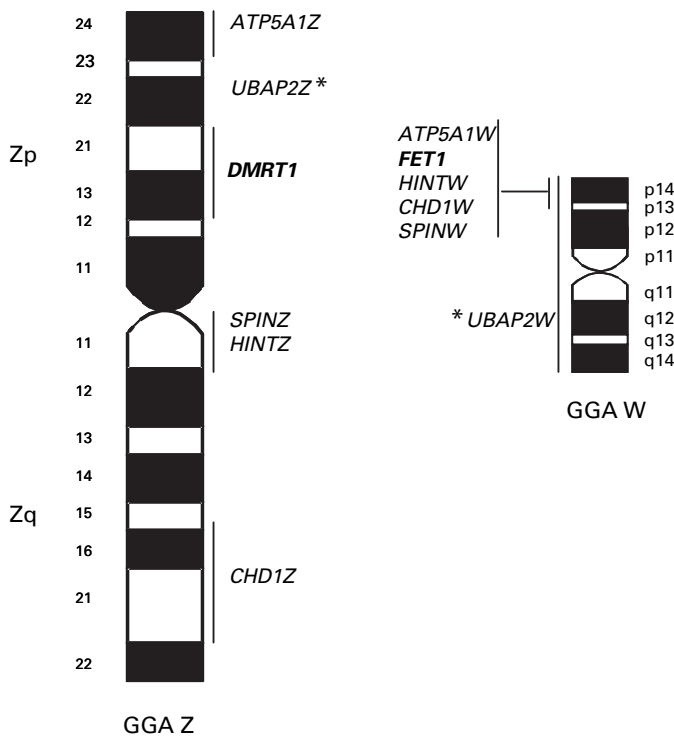 24
ATP5A1Z
23
UBAP2Z *
22
Zp
21
DMRT1
13
12
11
SPINZ
HINTZ
11
12
13
14
Zq
15
16
CHD1Z
21
22
GGA Z
ATP5A1W
FET1
HINTW
CHD1W
SPINW
* UBAP2W
p14
p13
p12
p11
q11
q12
q13
q14
GGA W